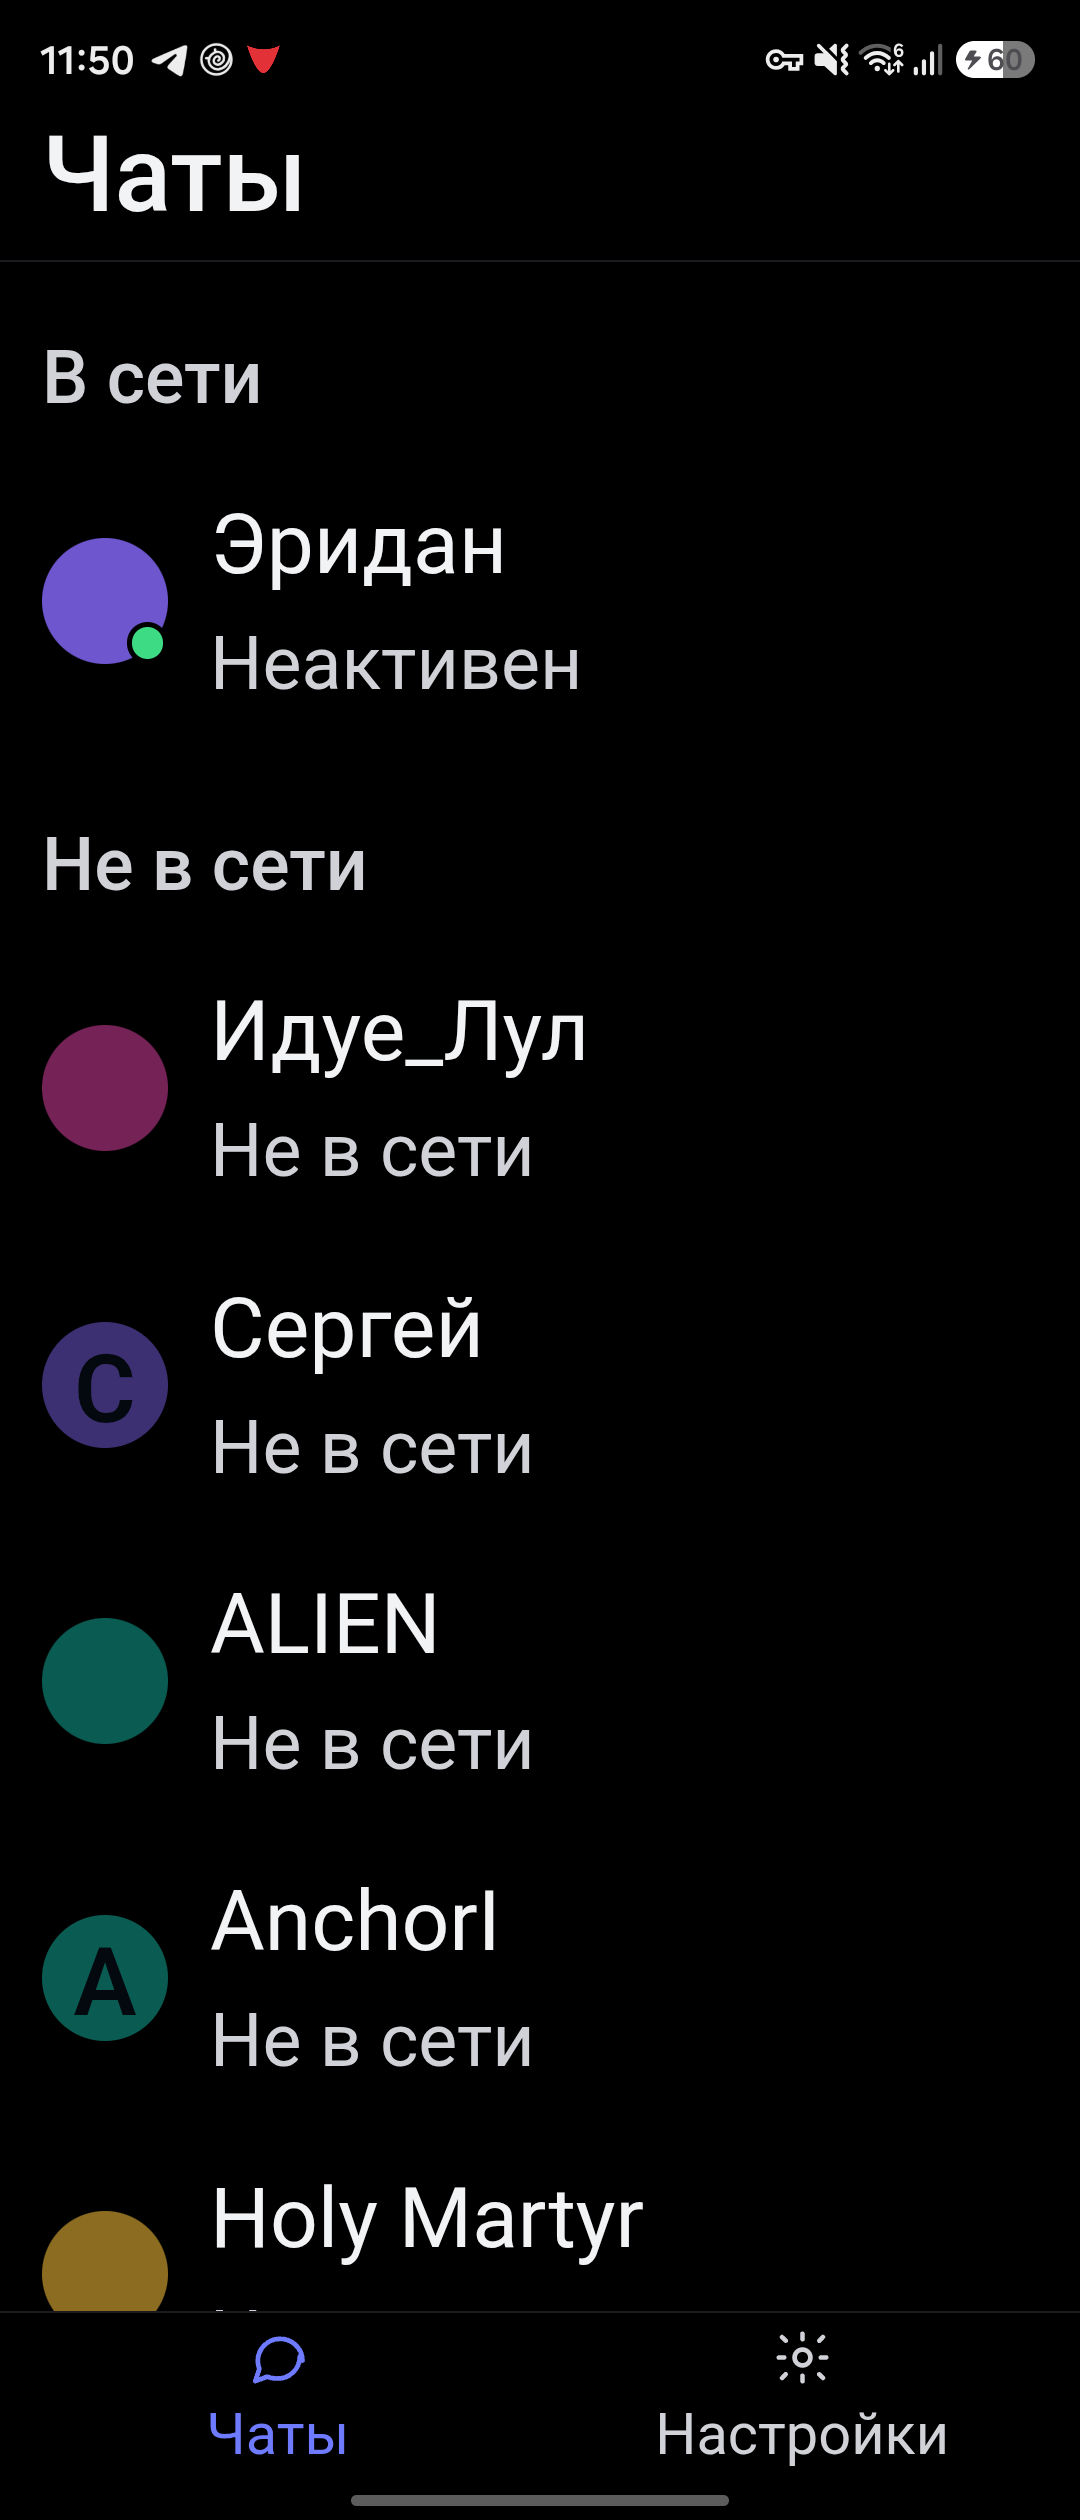 11:50
6
60
Чаты
В сети
Эридан
Неактивен
Не в сети
Идуе_Лул
Не в сети
С
Сергей
Не в сети
ALIEN
Не в сети
A
Anchorl
Не в сети
Holy Martyr
Чаты
Настройки